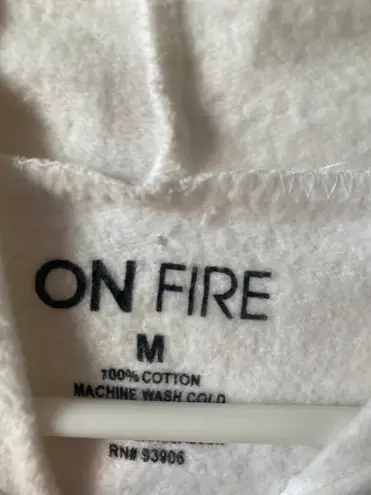 ON FIRE
M
100% COTTON
MACHINE WASH COLD
RN# 93906